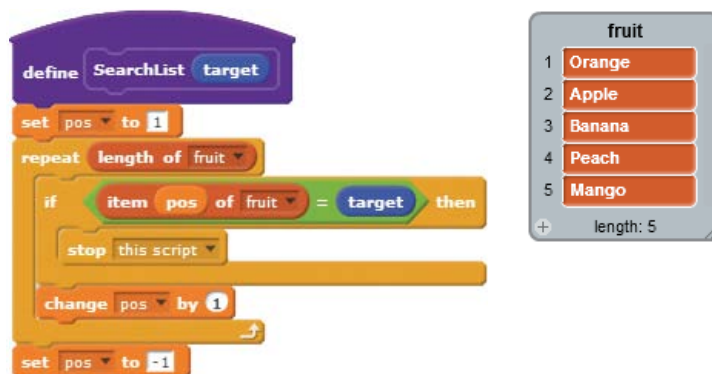 define SearchList target
set pos to 1
repeat length of fruit
if item pos of fruit = target then
stop this script
change pos by 1
set pos to -1
fruit
1 Orange
2 Apple
3 Banana
4 Peach
5 Mango
+ length: 5